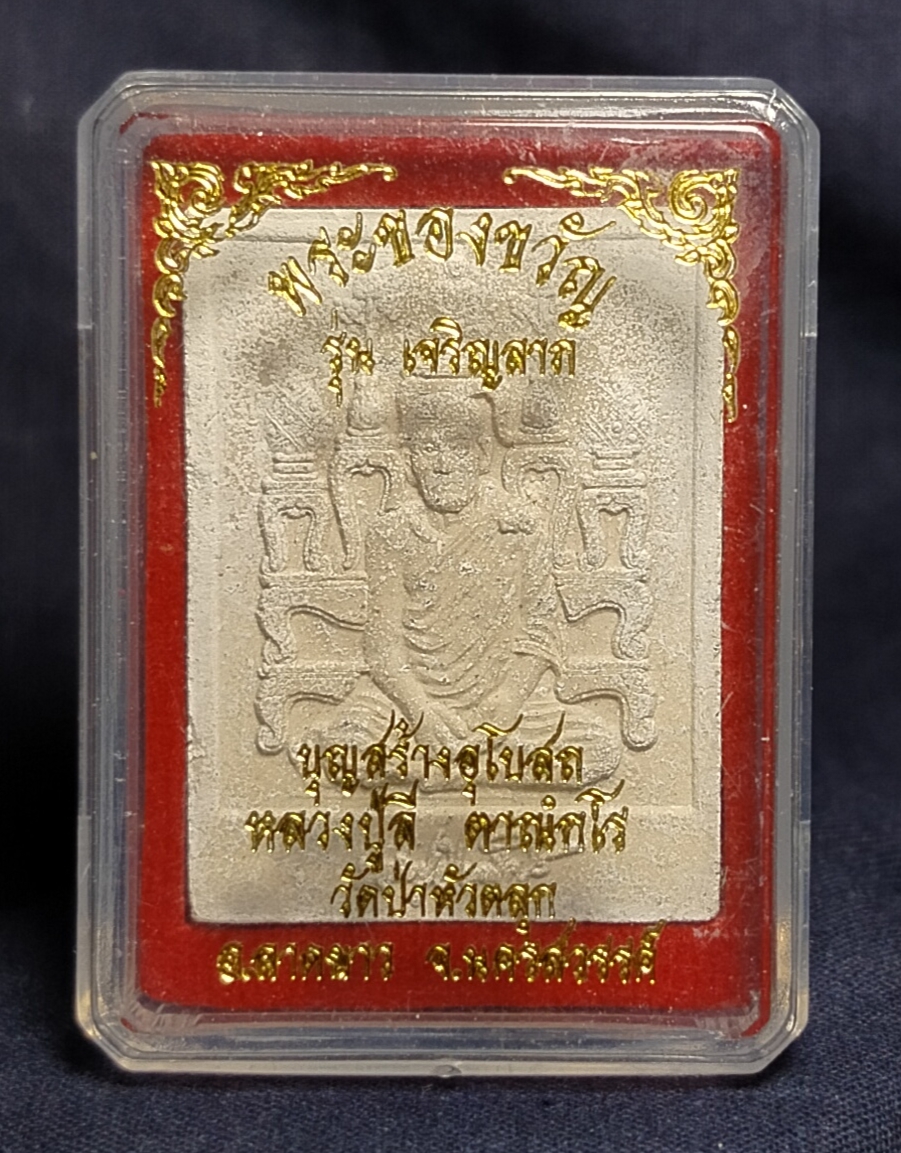 พระของขวัญ
รุ่น เจริญลาภ
บุญสร้างอุโบสถ
หลวงปู่ลี ตาณํกโร
วัดป่าหัวตลุก
อ.ลาดยาว จ.นครสวรรค์